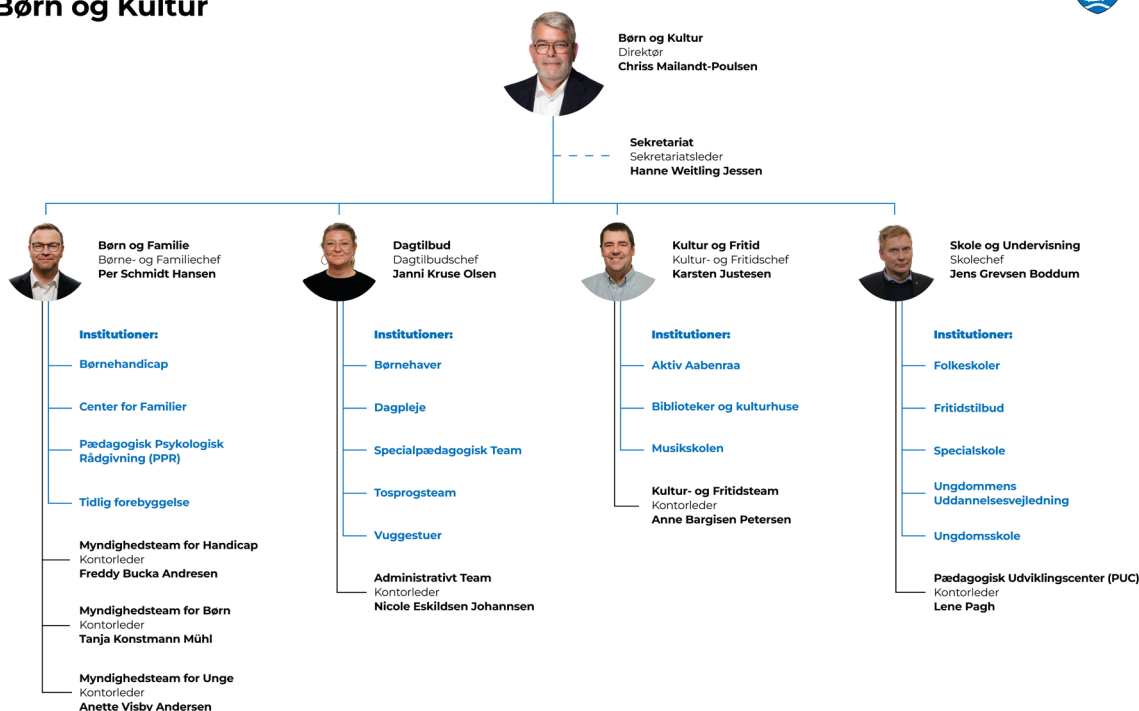 Børn og Kultur
Børn og Kultur
Direktør
Chriss Mailandt-Poulsen
Sekretariat
Sekretariatsleder
Hanne Weitling Jessen
Børn og Familie
Børne- og Familiechef
Per Schmidt Hansen
Institutioner:
Børnehandicap
Center for Familier
Pædagogisk Psykologisk
Rådgivning (PPR)
Tidlig forebyggelse
Myndighedsteam for Handicap
Kontorleder
Freddy Bucka Andresen
Myndighedsteam for Børn
Kontorleder
Tanja Konstmann Mühl
Myndighedsteam for Unge
Kontorleder
Anette Visby Andersen
Dagtilbud
Dagtilbudschef
Janni Kruse Olsen
Institutioner:
Børnehaver
Dagpleje
Specialpædagogisk Team
Tosprogsteam
Vuggestuer
Administrativt Team
Kontorleder
Nicole Eskildsen Johannsen
Kultur og Fritid
Kultur- og Fritidschef
Karsten Justesen
Institutioner:
Aktiv Aabenraa
Biblioteker og kulturhuse
Musikskolen
Kultur- og Fritidsteam
Kontorleder
Anne Bargisen Petersen
Skole og Undervisning
Skolechef
Jens Grevsen Boddum
Institutioner:
Folkeskoler
Fritidstilbud
Specialskole
Ungdommens
Uddannelsesvejledning
Ungdomsskole
Pædagogisk Udviklingscenter (PUC)
Kontorleder
Lene Pagh